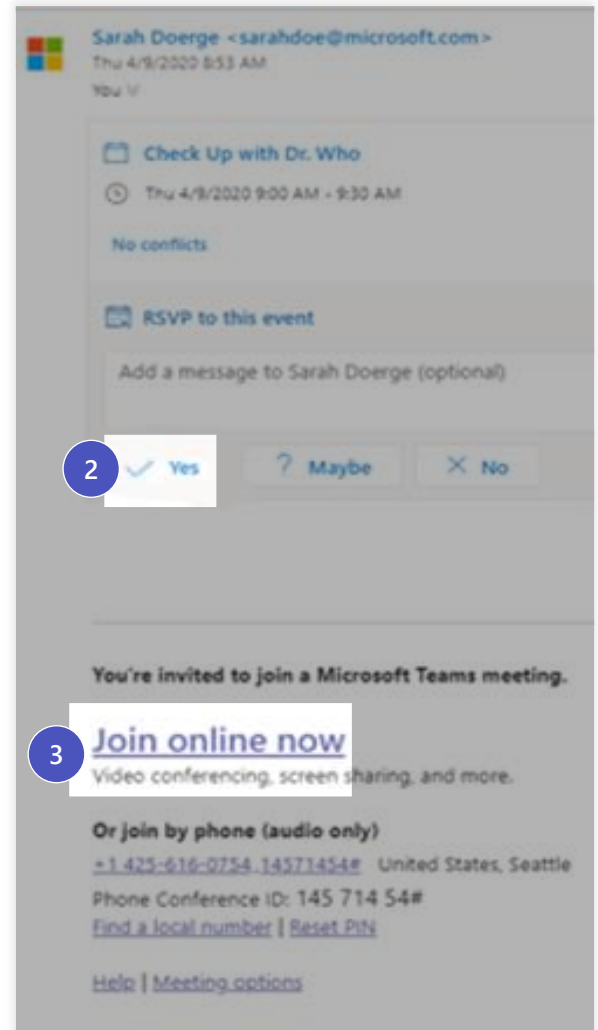 Sarah Doerge <sarahdoe@microsoft.com>
Thu 4/9/2020 8:53 AM
You
Check Up with Dr. Who
Thu 4/9/2020 9:00 AM - 9:30 AM
No conflicts
RSVP to this event
Add a message to Sarah Doerge (optional)
2 Yes ? Maybe No
You're invited to join a Microsoft Teams meeting.
3 Join online now
Video conferencing, screen sharing, and more.
Or join by phone (audio only)
+1 425-616-0754,,14571454# United States, Seattle
Phone Conference ID: 145 714 54#
Find a local number | Reset PIN
Help | Meeting options